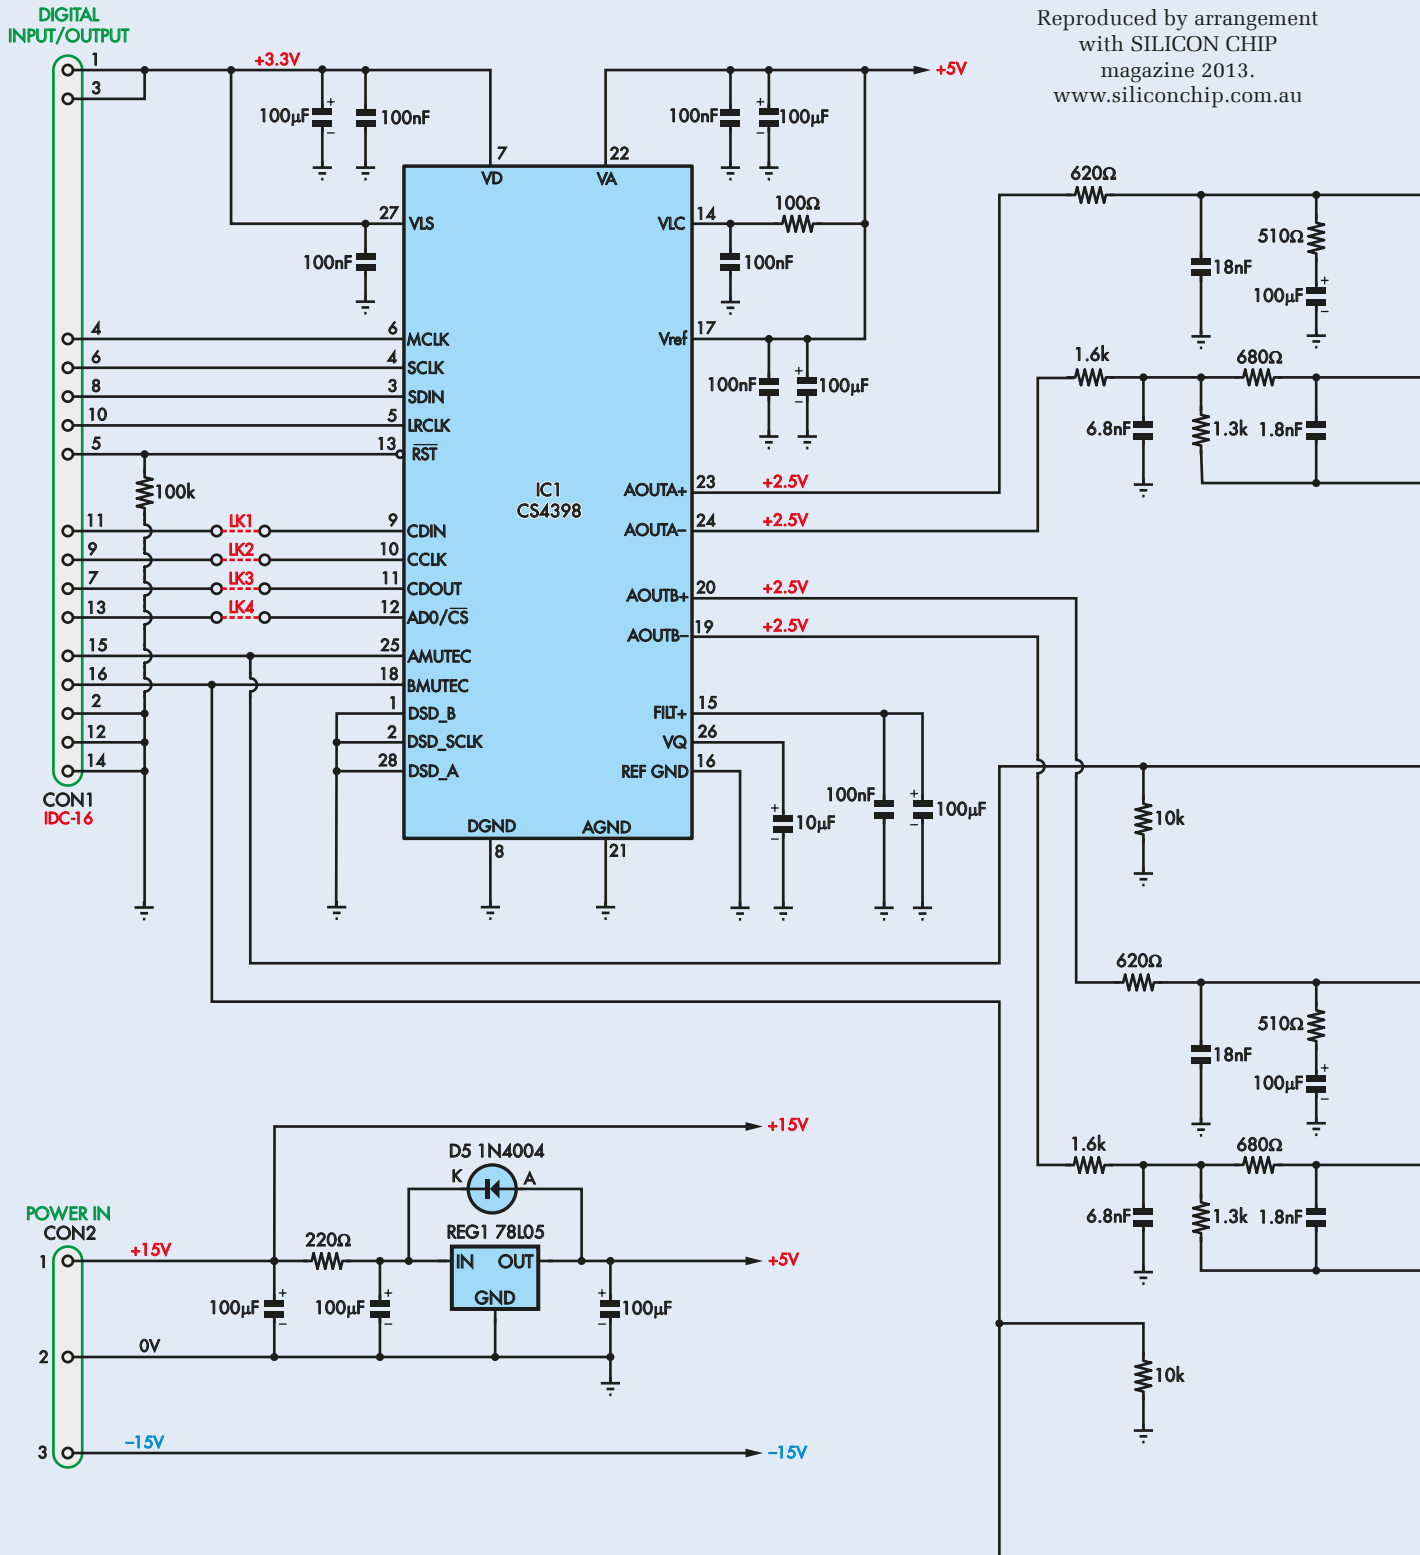 DIGITAL
INPUT/OUTPUT
Reproduced by arrangement
with SILICON CHIP
magazine 2013.
www.siliconchip.com.au
1
+3.3V
+5V
3
100µF
+
−
100nF
100nF
+
−
100µF
7
VD
22
VA
620Ω
27
VLS
14
VLC
100Ω
510Ω
100nF
100nF
18nF
100µF
+
−
4
6
MCLK
17
Vref
6
4
SCLK
1.6k
680Ω
8
3
SDIN
100nF
+
−
100µF
10
5
LRCLK
6.8nF
1.3k
1.8nF
5
13
RST
100k
IC1
CS4398
AOUTA+
23
+2.5V
11
LK1
9
CDIN
AOUTA−
24
+2.5V
9
LK2
10
CCLK
7
LK3
11
CDOUT
AOUTB+
20
+2.5V
13
LK4
12
AD0/CS
AOUTB−
19
+2.5V
15
25
AMUTEC
16
18
BMUTEC
2
1
DSD_B
FILT+
15
12
2
DSD_SCLK
VQ
26
14
28
DSD_A
REF GND
16
CON1
IDC-16
+
−
10µF
100nF
+
−
100µF
10k
DGND
8
AGND
21
620Ω
510Ω
18nF
100µF
+
−
+15V
D5 1N4004
K
A
1.6k
680Ω
6.8nF
1.3k
1.8nF
POWER IN
CON2
REG1 78L05
1
+15V
220Ω
IN
OUT
GND
+5V
100µF
+
−
100µF
+
−
+
−
100µF
2
0V
10k
3
−15V
−15V